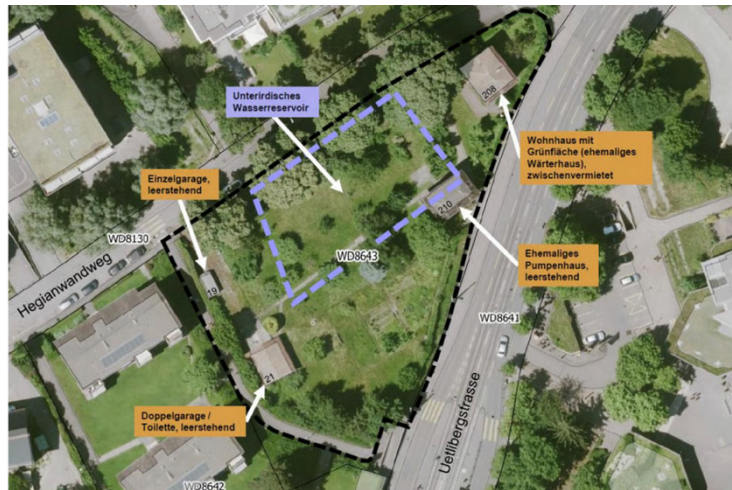 Unterirdisches
Wasserreservoir
208
Wohnhaus mit
Grünfläche (ehemaliges
Wärterhaus),
zwischenvermietet
Einzelgarage,
leerstehend
210
WD8130
Hegianwandweg
WD8643
Ehemaliges
Pumpenhaus,
leerstehend
19
WD8641
21
Doppelgarage /
Toilette, leerstehend
Uetlibergstrasse
WD8642